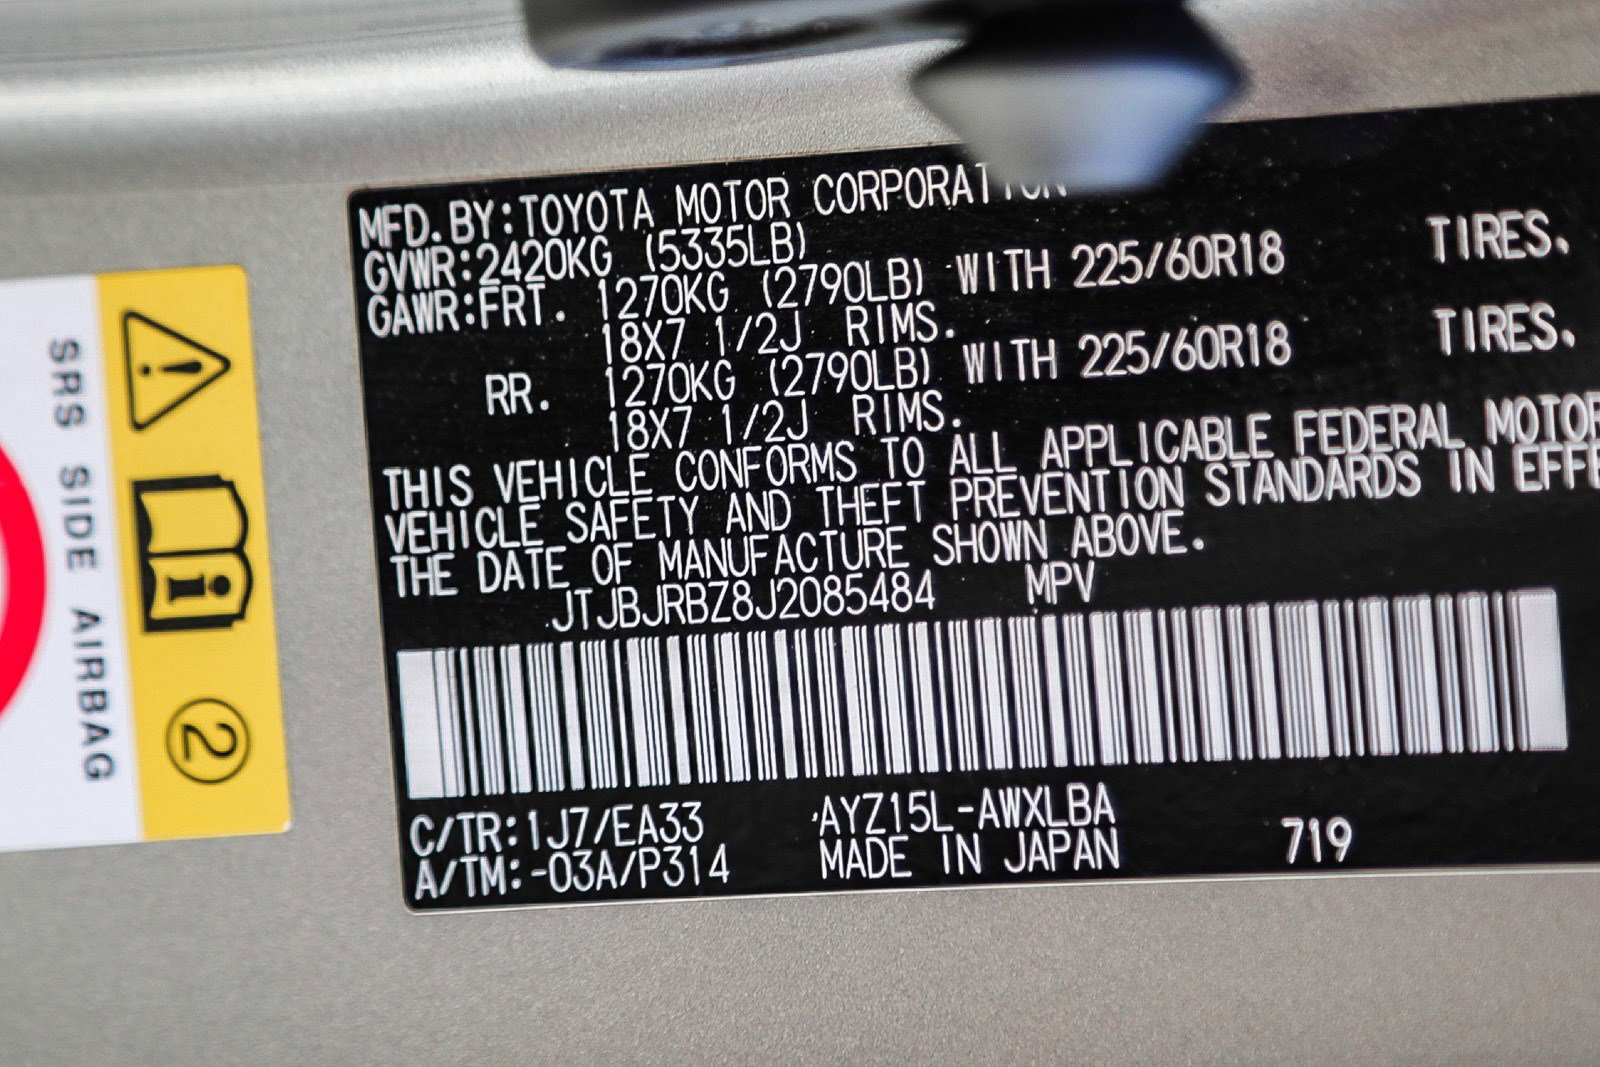 MFD.BY:TOYOTA MOTOR CORPORATION
GVWR:2420KG (5335LB)
GAWR:FRT. 1270KG (2790LB) WITH 225/60R18 TIRES.
18X7 1/2J RIMS.
RR. 1270KG (2790LB) WITH 225/60R18 TIRES.
18X7 1/2J RIMS.
THIS VEHICLE CONFORMS TO ALL APPLICABLE FEDERAL MOTOR
VEHICLE SAFETY AND THEFT PREVENTION STANDARDS IN EFFE
THE DATE OF MANUFACTURE SHOWN ABOVE.
JTJBJRBZ8J2085484 MPV
C/TR:1J7/EA33 AYZ15L-AWXLBA
A/TM:-03A/P314 MADE IN JAPAN 719
SRS SIDE AIRBAG
2